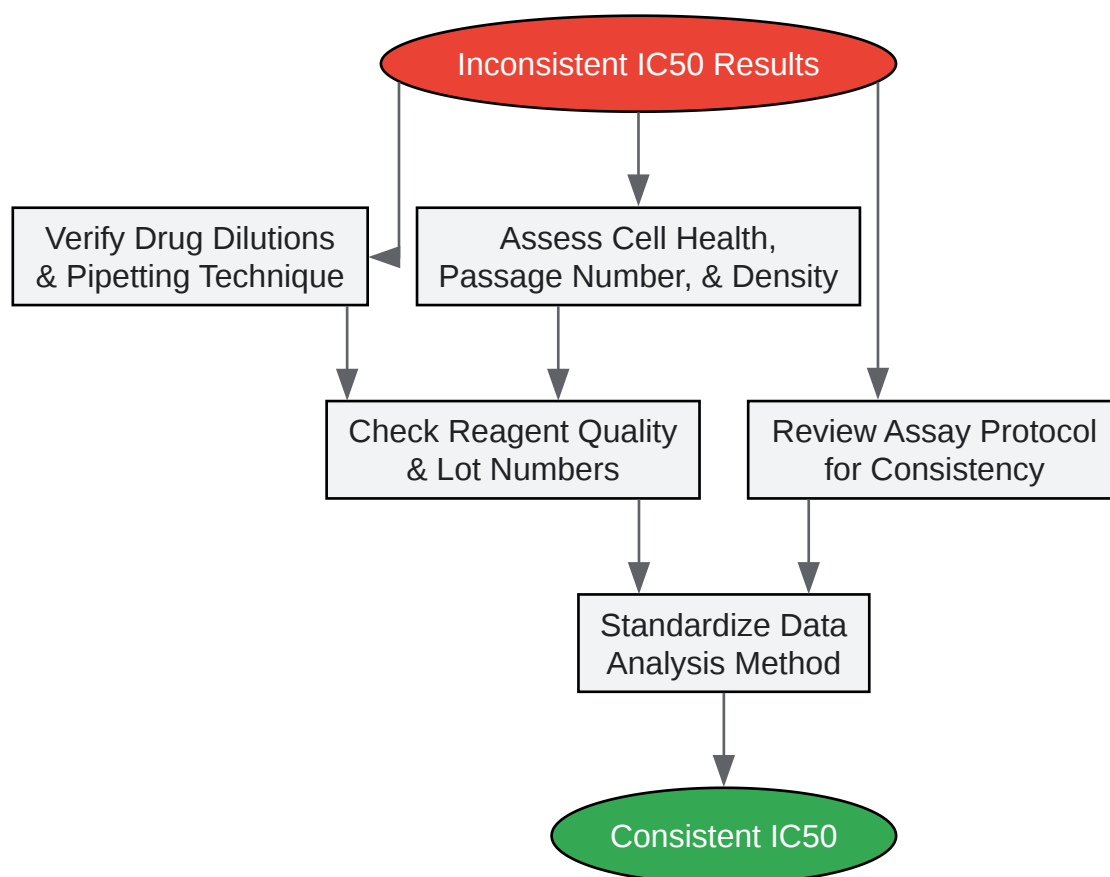 Inconsistent IC50 Results
Verify Drug Dilutions
& Pipetting Technique
Assess Cell Health,
Passage Number, & Density
Check Reagent Quality
& Lot Numbers
Review Assay Protocol
for Consistency
Standardize Data
Analysis Method
Consistent IC50